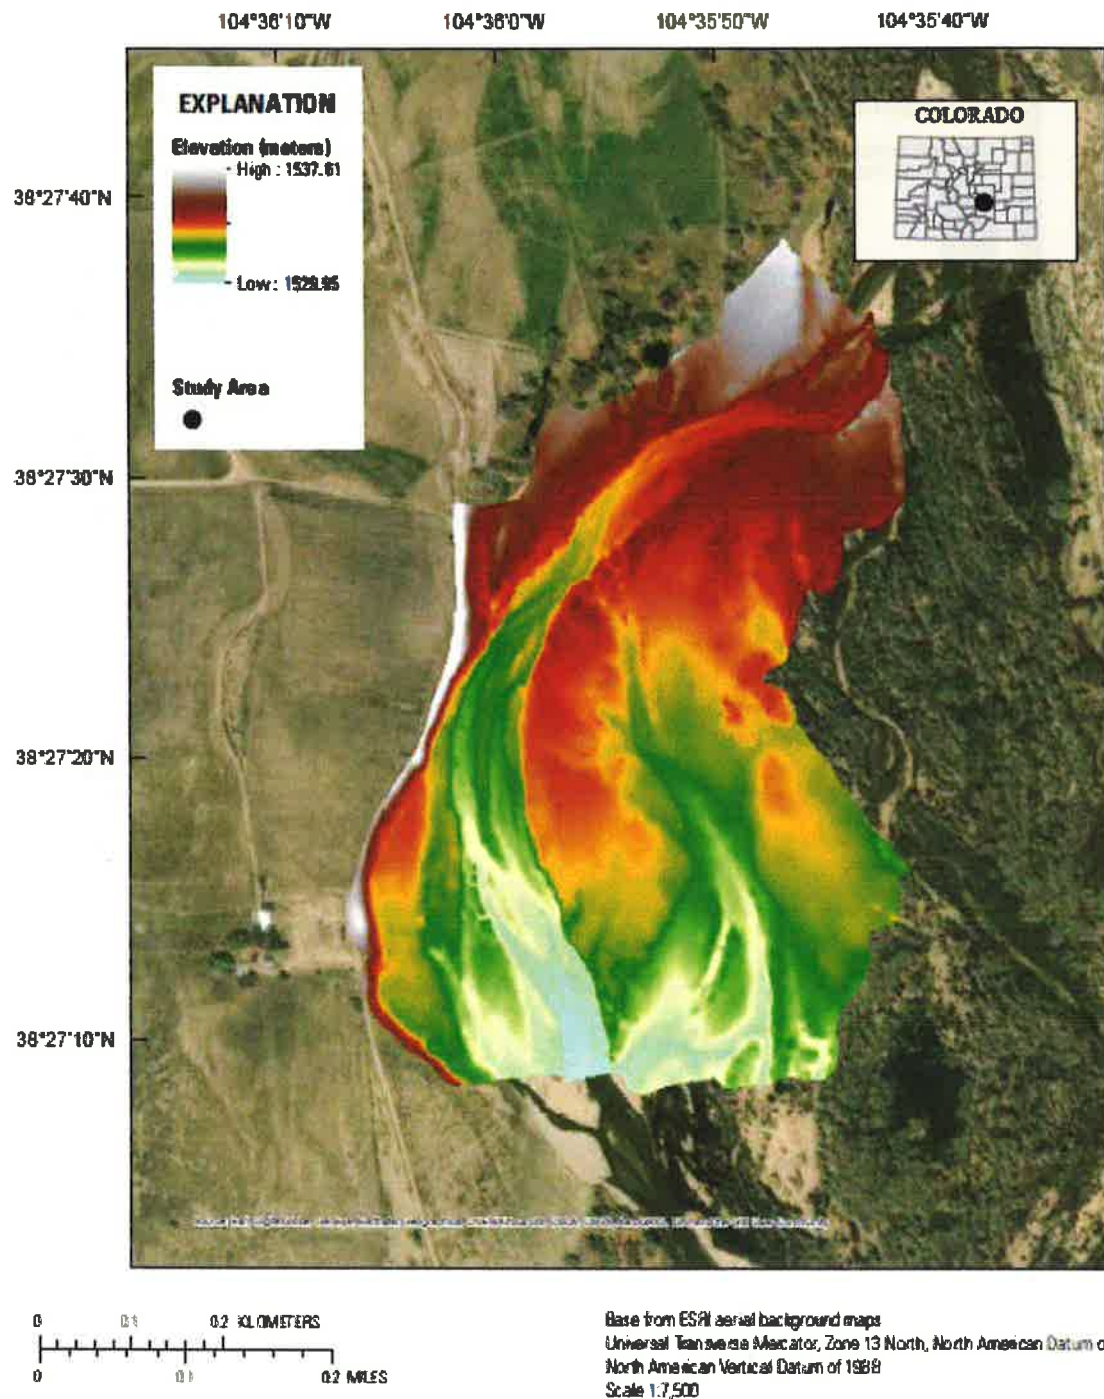 104°36'10"W 104°36'0"W 104°35'50"W 104°35'40"W
EXPLANATION
Elevation (meters)
High : 1537.61
Low : 1529.95
Study Area
COLORADO
38°27'40"N
38°27'30"N
38°27'20"N
38°27'10"N
0 0.1 0.2 KILOMETERS
0 0.1 0.2 MILES
Base from ESRI aerial background maps
Universal Transverse Mercator, Zone 13 North, North American Datum o
North American Vertical Datum of 1988
Scale 1:7,500